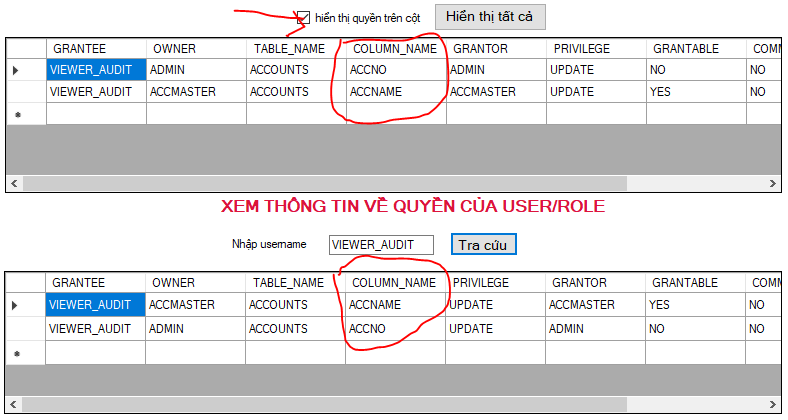 hiển thị quyền trên cột Hiển thị tất cả
GRANTEE OWNER TABLE_NAME COLUMN_NAME GRANTOR PRIVILEGE GRANTABLE COMM
VIEWER_AUDIT ADMIN ACCOUNTS ACCNO ADMIN UPDATE NO NO
VIEWER_AUDIT ACCMASTER ACCOUNTS ACCNAME ACCMASTER UPDATE YES NO
XEM THÔNG TIN VỀ QUYỀN CỦA USER/ROLE
Nhập username VIEWER_AUDIT Tra cứu
GRANTEE OWNER TABLE_NAME COLUMN_NAME PRIVILEGE GRANTOR GRANTABLE COMM
VIEWER_AUDIT ACCMASTER ACCOUNTS ACCNAME UPDATE ACCMASTER YES NO
VIEWER_AUDIT ADMIN ACCOUNTS ACCNO UPDATE ADMIN NO NO